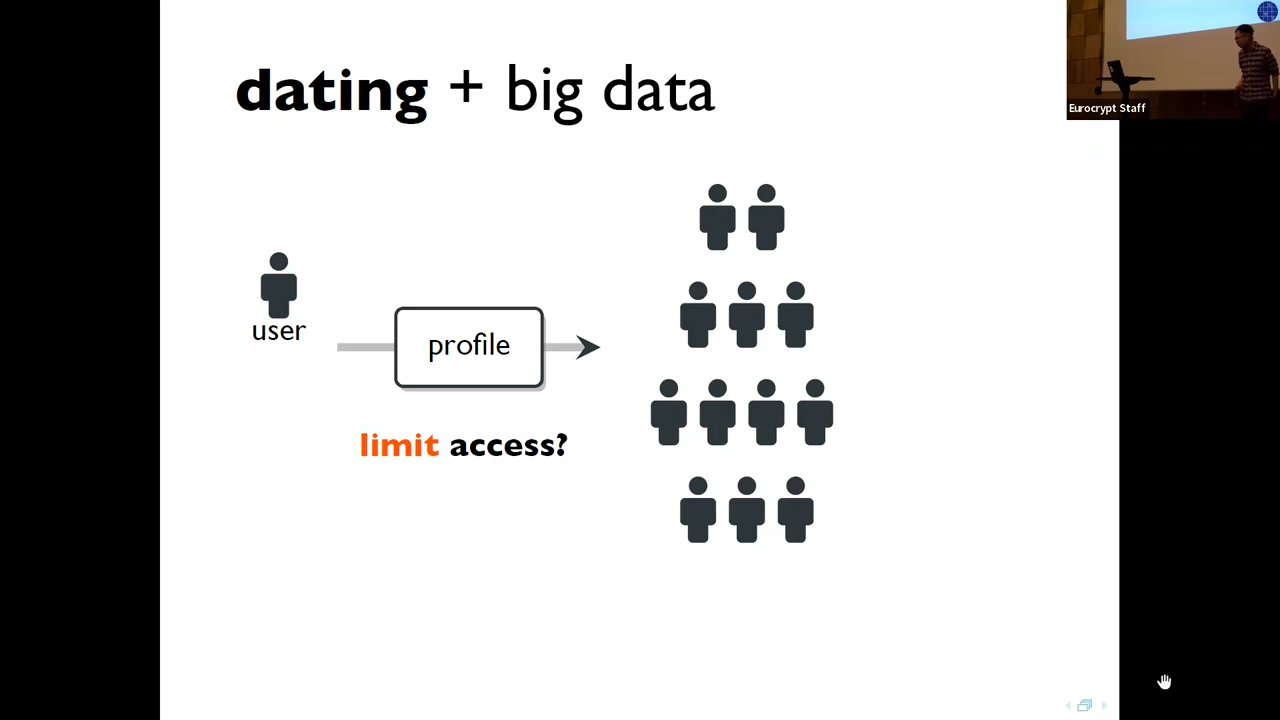 dating + big data
Eurocrypt Staff
user
profile
limit access?